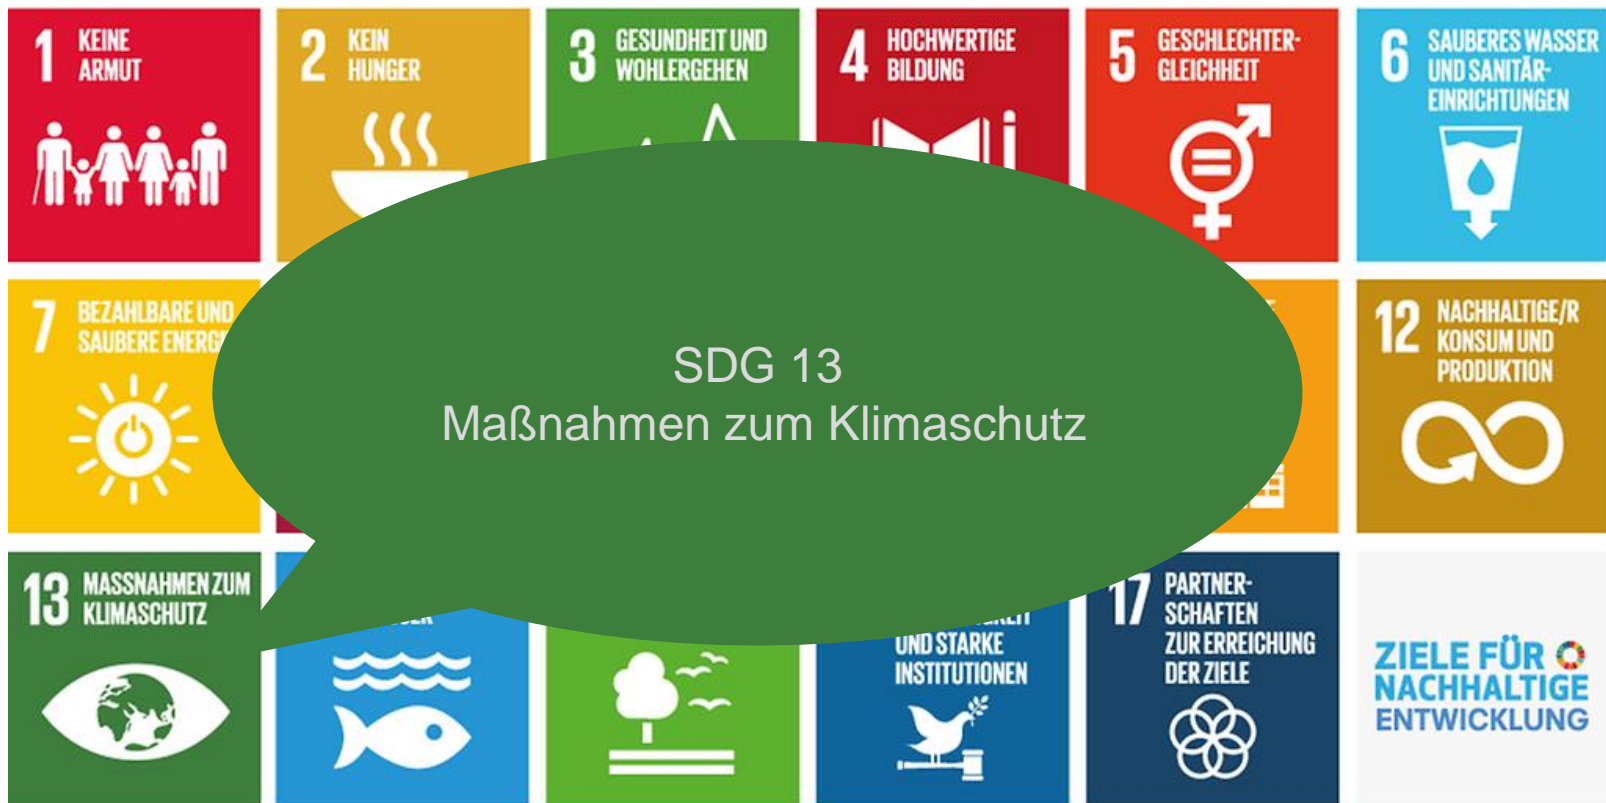 1 KEINE
ARMUT
2 KEIN
HUNGER
3 GESUNDHEIT UND
WOHLERGEHEN
4 HOCHWERTIGE
BILDUNG
5 GESCHLECHTER-
GLEICHHEIT
6 SAUBERES WASSER
UND SANITÄR-
EINRICHTUNGEN
7 BEZAHLBARE UND
SAUBERE
SDG 13
Maßnahmen zum Klimaschutz
12 NACHHALTIGE/R
KONSUM UND
PRODUKTION
13 MASSNAHMEN ZUM
KLIMASCHUTZ
UND STARKE
INSTITUTIONEN
17 PARTNER-
SCHAFTEN
ZUR ERREICHUNG
DER ZIELE
ZIELE FÜR
NACHHALTIGE
ENTWICKLUNG